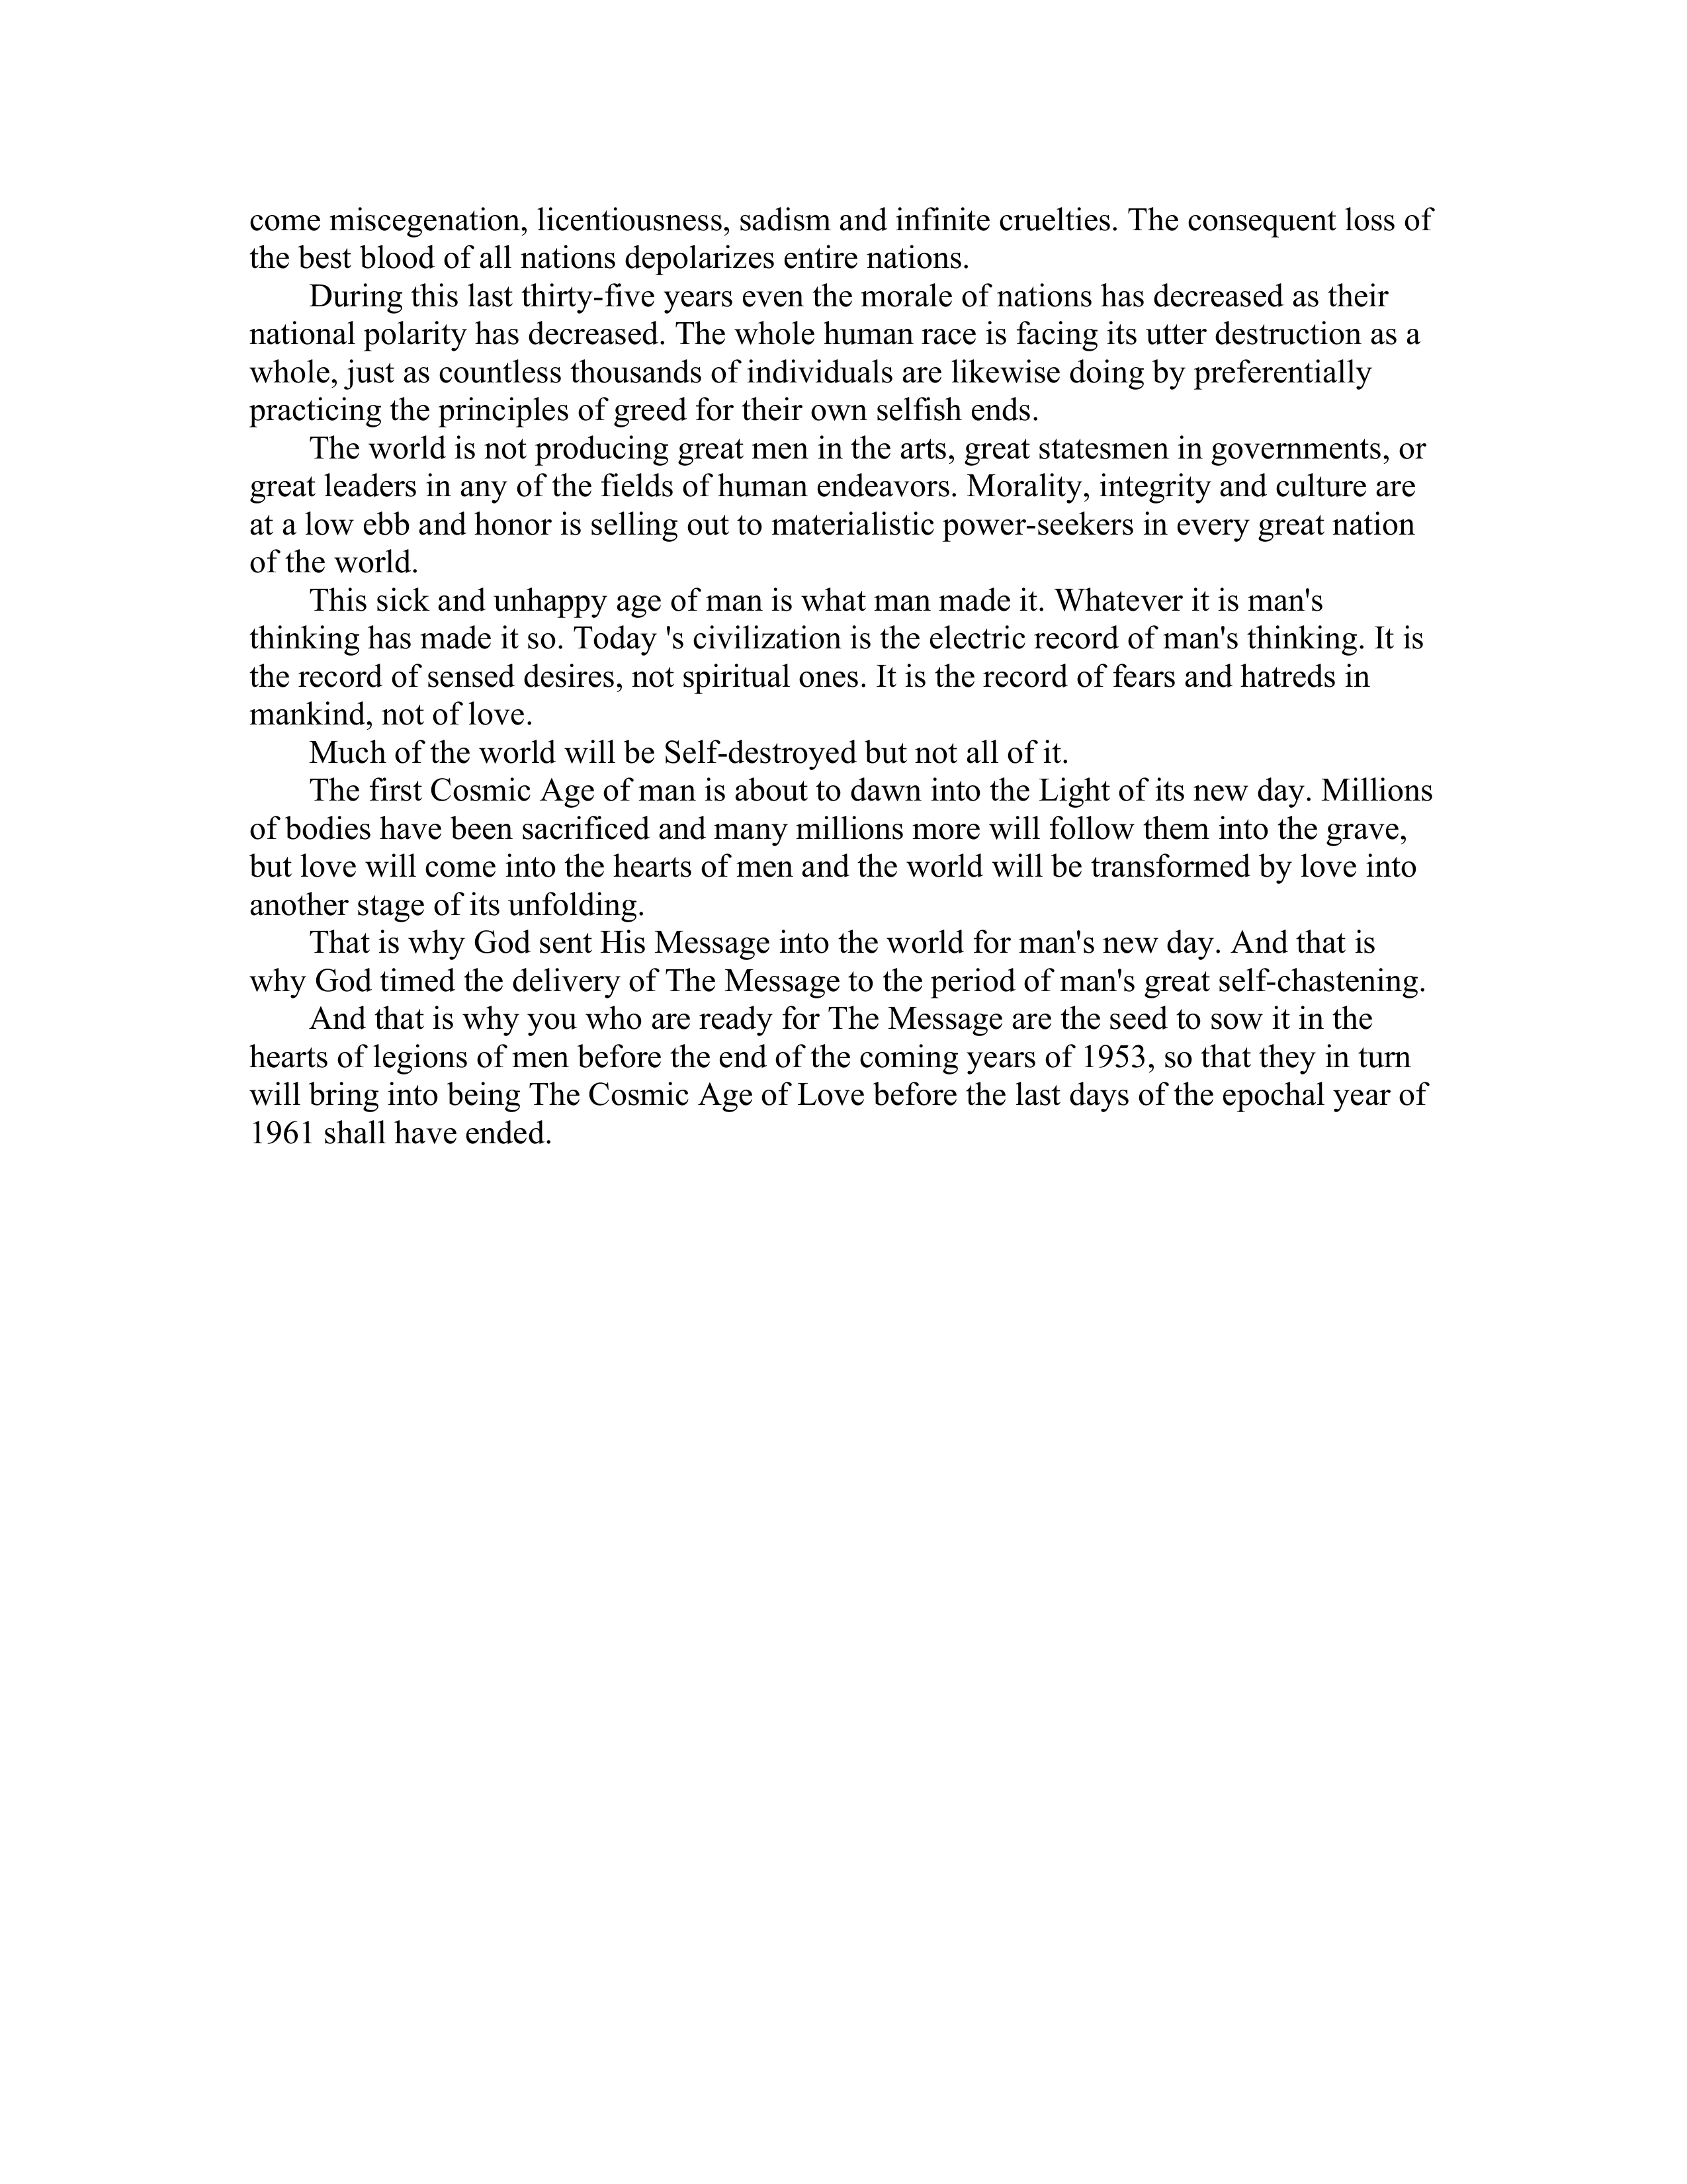 come miscegenation, licentiousness, sadism and infinite cruelties. The consequent loss of
the best blood of all nations depolarizes entire nations.
During this last thirty-five years even the morale of nations has decreased as their
national polarity has decreased. The whole human race is facing its utter destruction as a
whole, just as countless thousands of individuals are likewise doing by preferentially
practicing the principles of greed for their own selfish ends.
The world is not producing great men in the arts, great statesmen in governments, or
great leaders in any of the fields of human endeavors. Morality, integrity and culture are
at a low ebb and honor is selling out to materialistic power-seekers in every great nation
of the world.
This sick and unhappy age of man is what man made it. Whatever it is man's
thinking has made it so. Today 's civilization is the electric record of man's thinking. It is
the record of sensed desires, not spiritual ones. It is the record of fears and hatreds in
mankind, not of love.
Much of the world will be Self-destroyed but not all of it.
The first Cosmic Age of man is about to dawn into the Light of its new day. Millions
of bodies have been sacrificed and many millions more will follow them into the grave,
but love will come into the hearts of men and the world will be transformed by love into
another stage of its unfolding.
That is why God sent His Message into the world for man's new day. And that is
why God timed the delivery of The Message to the period of man's great self-chastening.
And that is why you who are ready for The Message are the seed to sow it in the
hearts of legions of men before the end of the coming years of 1953, so that they in turn
will bring into being The Cosmic Age of Love before the last days of the epochal year of
1961 shall have ended.